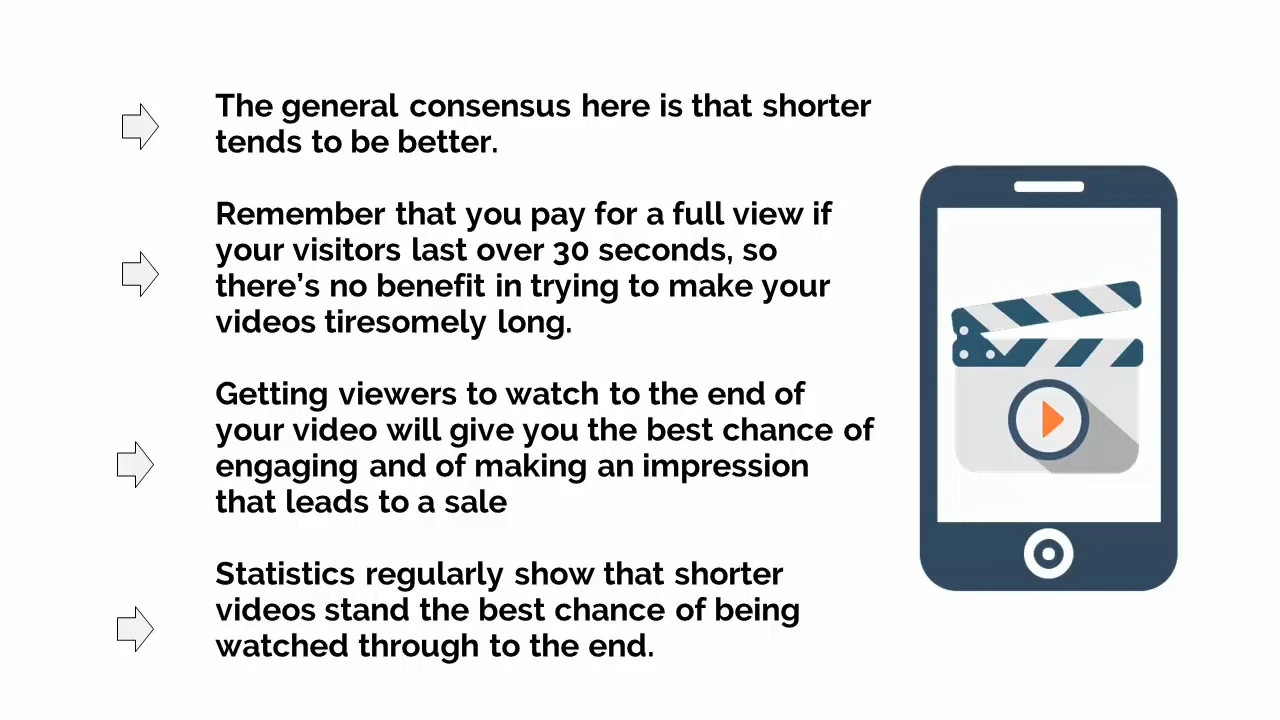 The general consensus here is that shorter
tends to be better.
Remember that you pay for a full view if
your visitors last over 30 seconds, so
there’s no benefit in trying to make your
videos tiresomely long.
Getting viewers to watch to the end of
your video will give you the best chance of
engaging and of making an impression
that leads to a sale
Statistics regularly show that shorter
videos stand the best chance of being
watched through to the end.